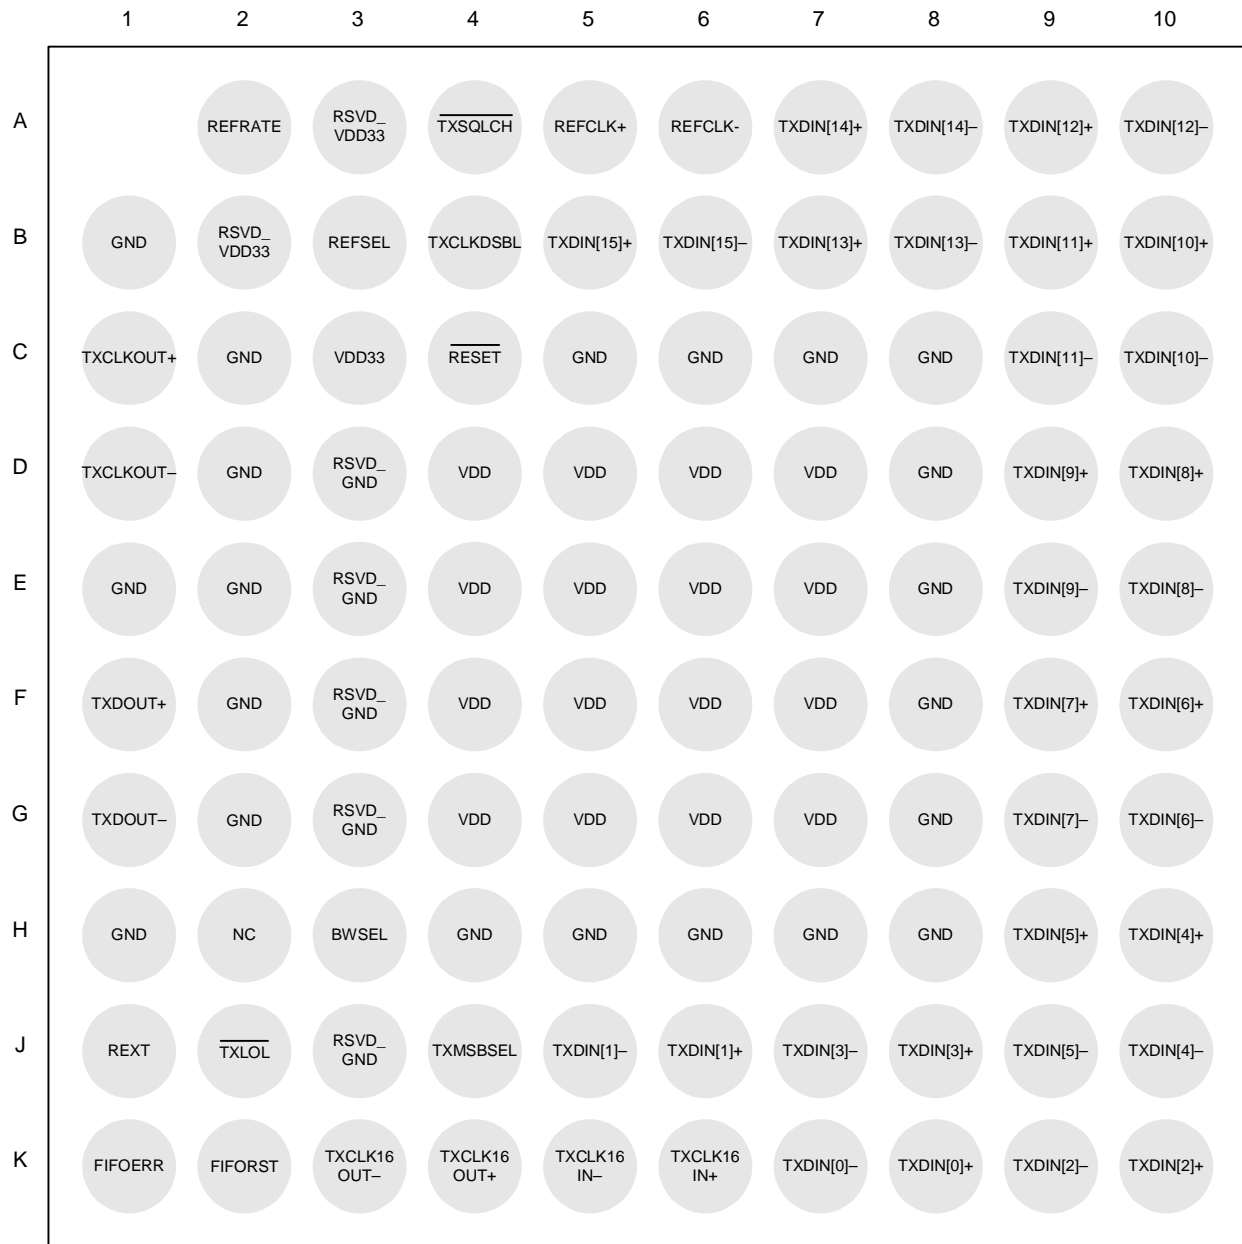 1 2 3 4 5 6 7 8 9 10
A REFRATE RSVD_ VDD33 TXSQLCH REFCLK+ REFCLK- TXDIN[14]+ TXDIN[14]– TXDIN[12]+ TXDIN[12]–
B GND RSVD_ VDD33 REFSEL TXCLKDSBL TXDIN[15]+ TXDIN[15]– TXDIN[13]+ TXDIN[13]– TXDIN[11]+ TXDIN[10]+
C TXCLKOUT+ GND VDD33 RESET GND GND GND GND TXDIN[11]– TXDIN[10]–
D TXCLKOUT– GND RSVD_ GND VDD VDD VDD VDD GND TXDIN[9]+ TXDIN[8]+
E GND GND RSVD_ GND VDD VDD VDD VDD GND TXDIN[9]– TXDIN[8]–
F TXDOUT+ GND RSVD_ GND VDD VDD VDD VDD GND TXDIN[7]+ TXDIN[6]+
G TXDOUT– GND RSVD_ GND VDD VDD VDD VDD GND TXDIN[7]– TXDIN[6]–
H GND NC BWSEL GND GND GND GND GND TXDIN[5]+ TXDIN[4]+
J REXT TXLOL RSVD_ GND TXMSBSEL TXDIN[1]– TXDIN[1]+ TXDIN[3]– TXDIN[3]+ TXDIN[5]– TXDIN[4]–
K FIFOERR FIFORST TXCLK16 OUT– TXCLK16 OUT+ TXCLK16 IN– TXCLK16 IN+ TXDIN[0]– TXDIN[0]+ TXDIN[2]– TXDIN[2]+